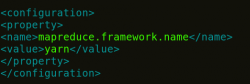 <configuration>
<property>
<name>mapreduce.framework.name</name>
<value>yarn</value>
</property>
</configuration>